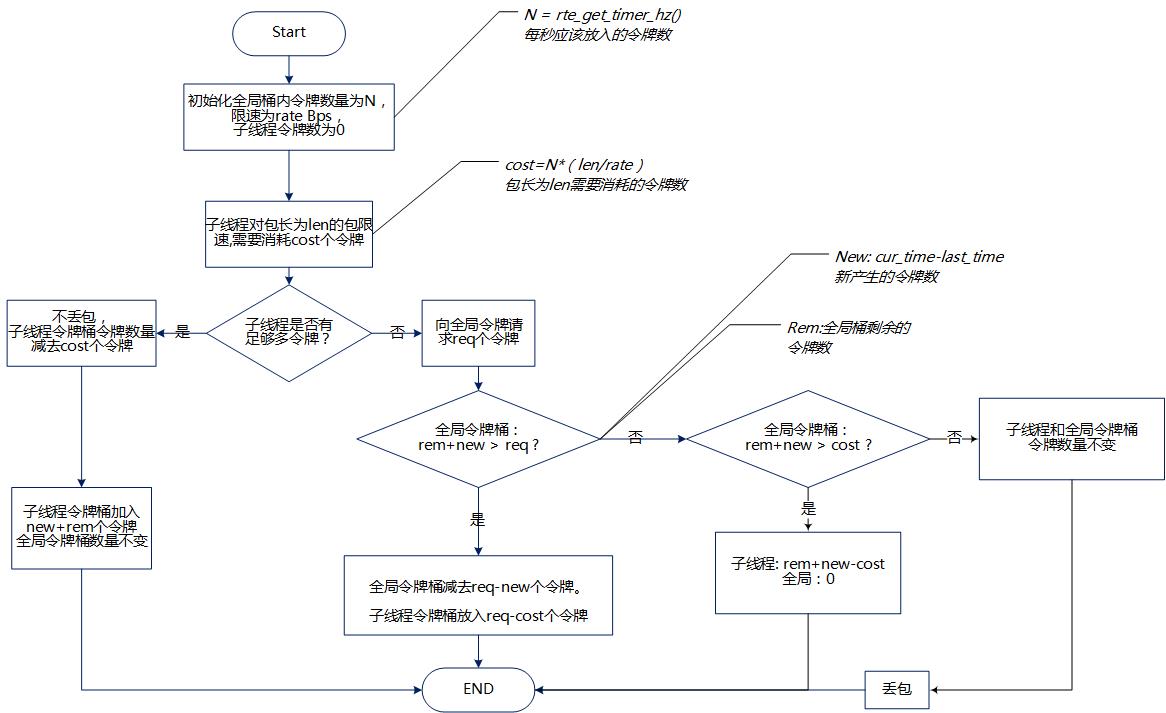 Start
N = rte_get_timer_hz()
每秒应该放入的令牌数
初始化全局桶内令牌数量为N，
限速为rate Bps，
子线程令牌数为0
cost=N*（len/rate）
包长为len需要消耗的令牌数
子线程对包长为len的包限
速,需要消耗cost个令牌
New: cur_time-last_time
新产生的令牌数
不丢包，
子线程令牌桶令牌数量
减去cost个令牌
是
子线程是否有
足够多令牌？
否
向全局令牌请
求req个令牌
Rem:全局桶剩余的
令牌数
全局令牌桶：
rem+new > req ?
否
全局令牌桶：
rem+new > cost ?
否
子线程和全局令牌桶
令牌数量不变
子线程令牌桶加入
new+rem个令牌
全局令牌桶数量不变
是
是
全局令牌桶减去req-new个令牌。
子线程令牌桶放入req-cost个令牌
子线程: rem+new-cost
全局：0
END
丢包